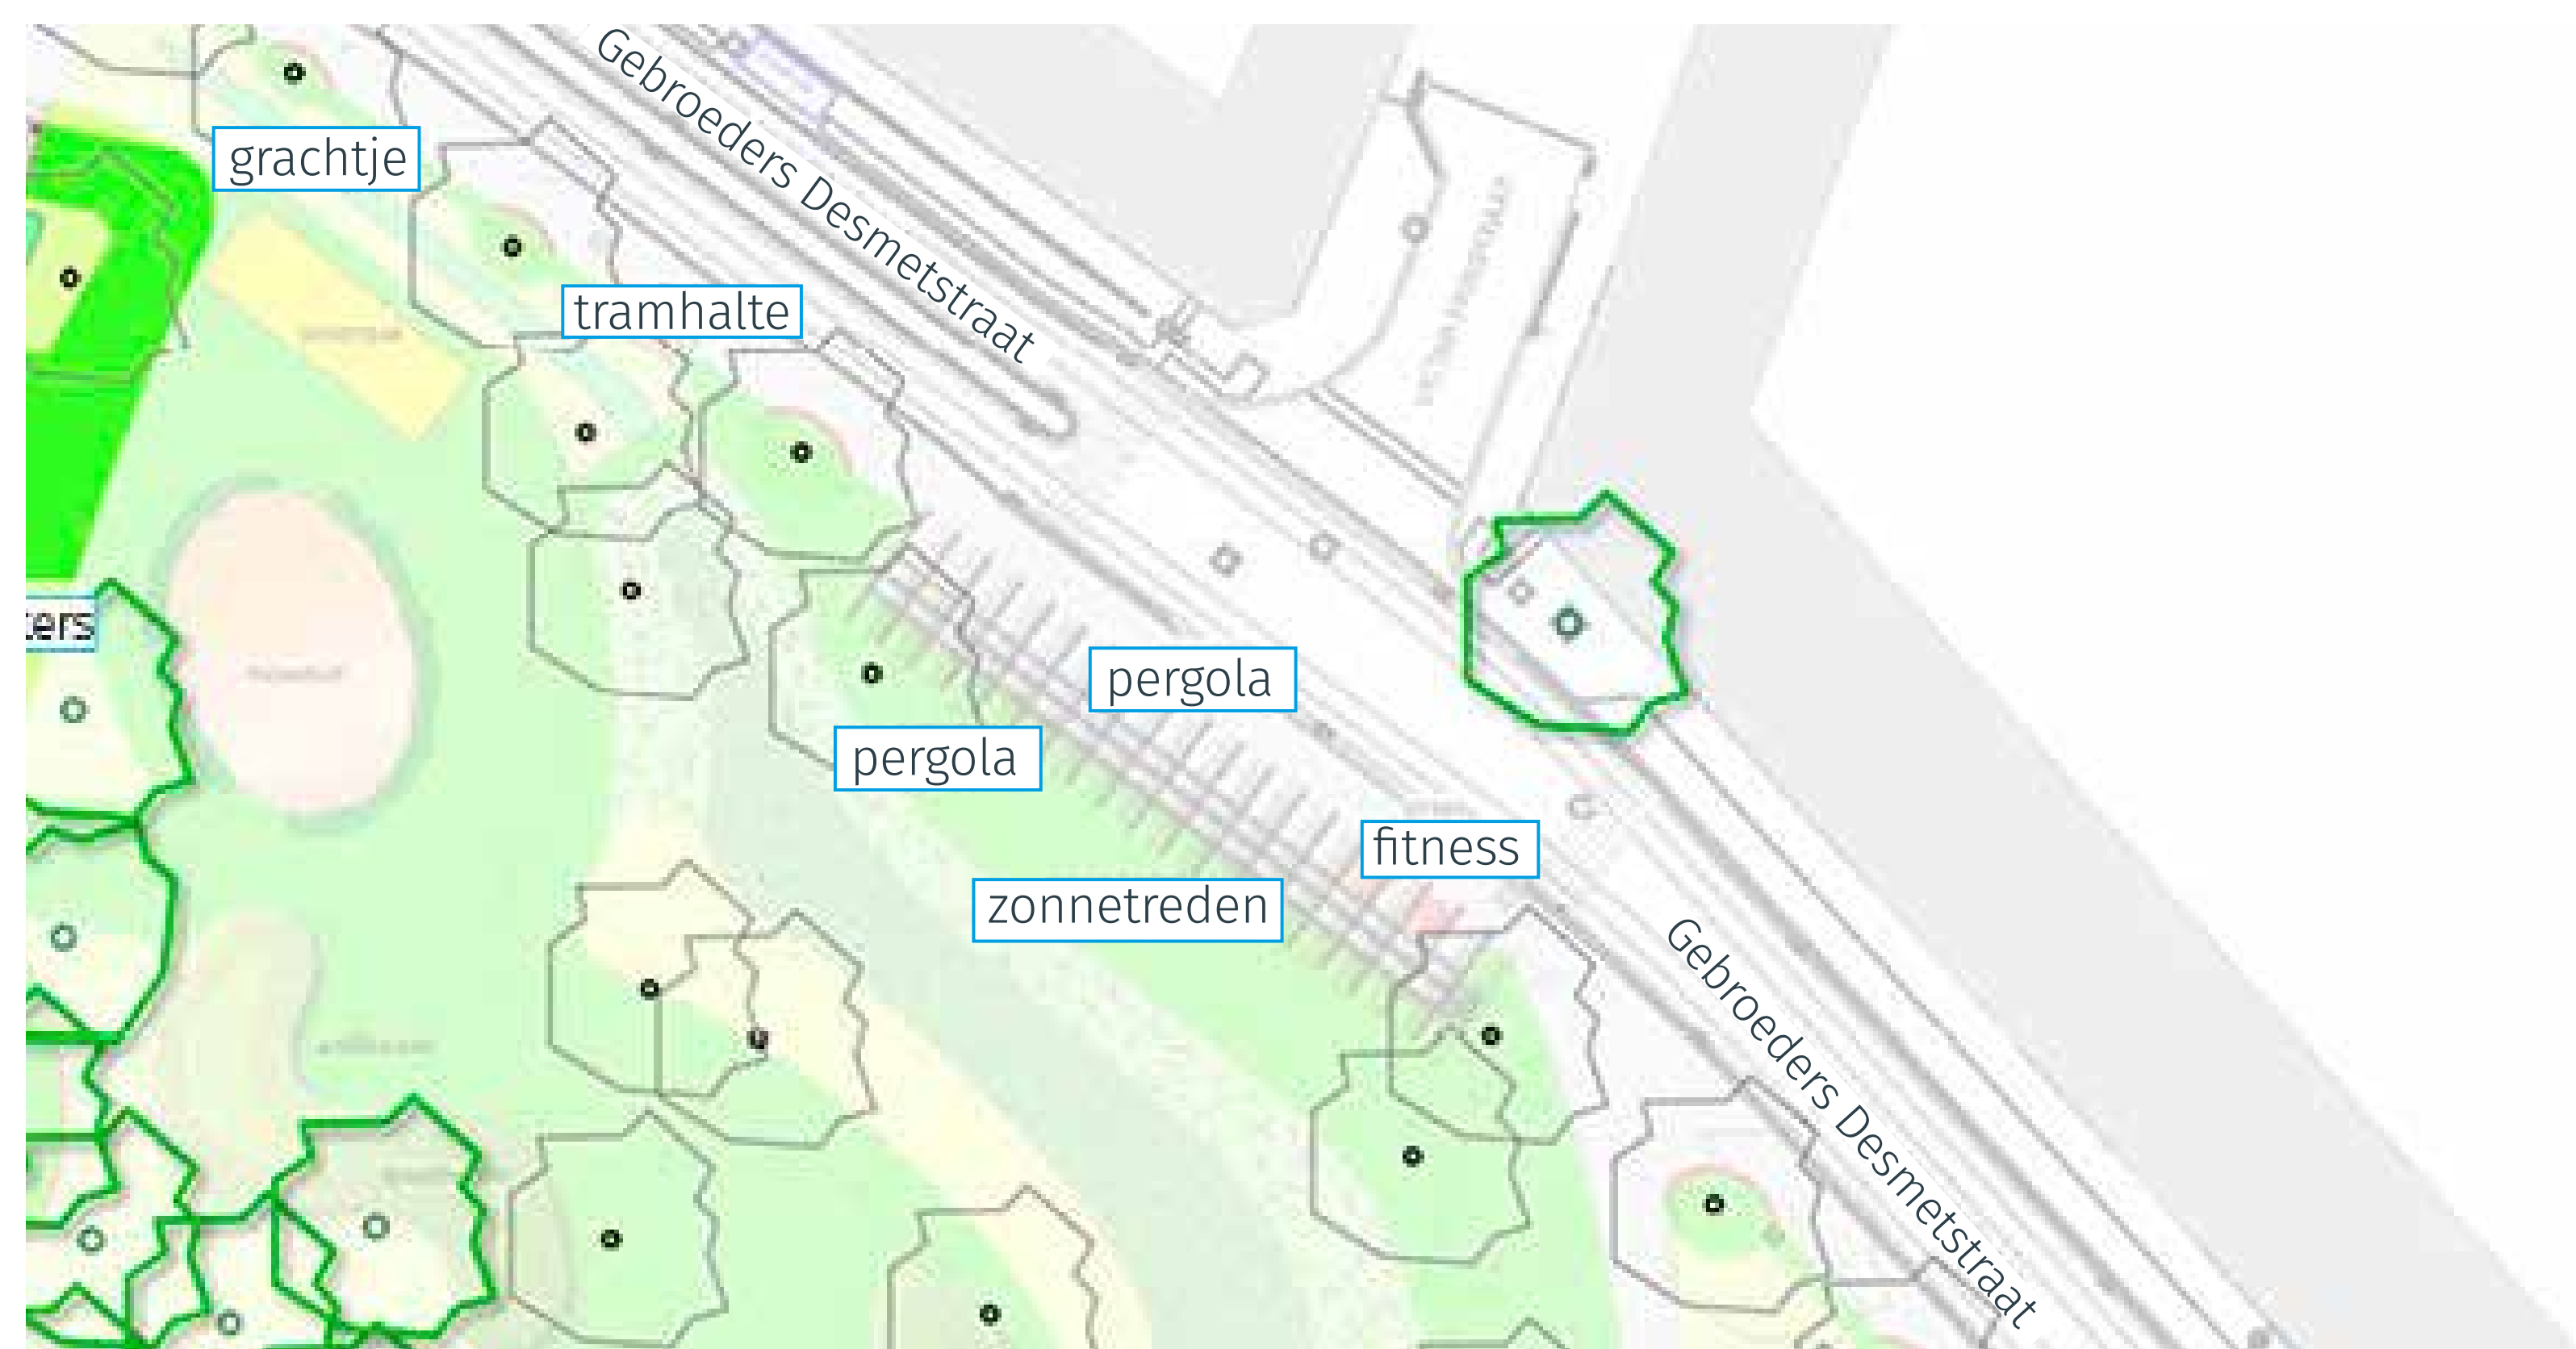 Gebroeders Desmetstraat
grachtje
tramhalte
ters
pergola
pergola
fitness
zonnetreden
Gebroeders Desmetstraat